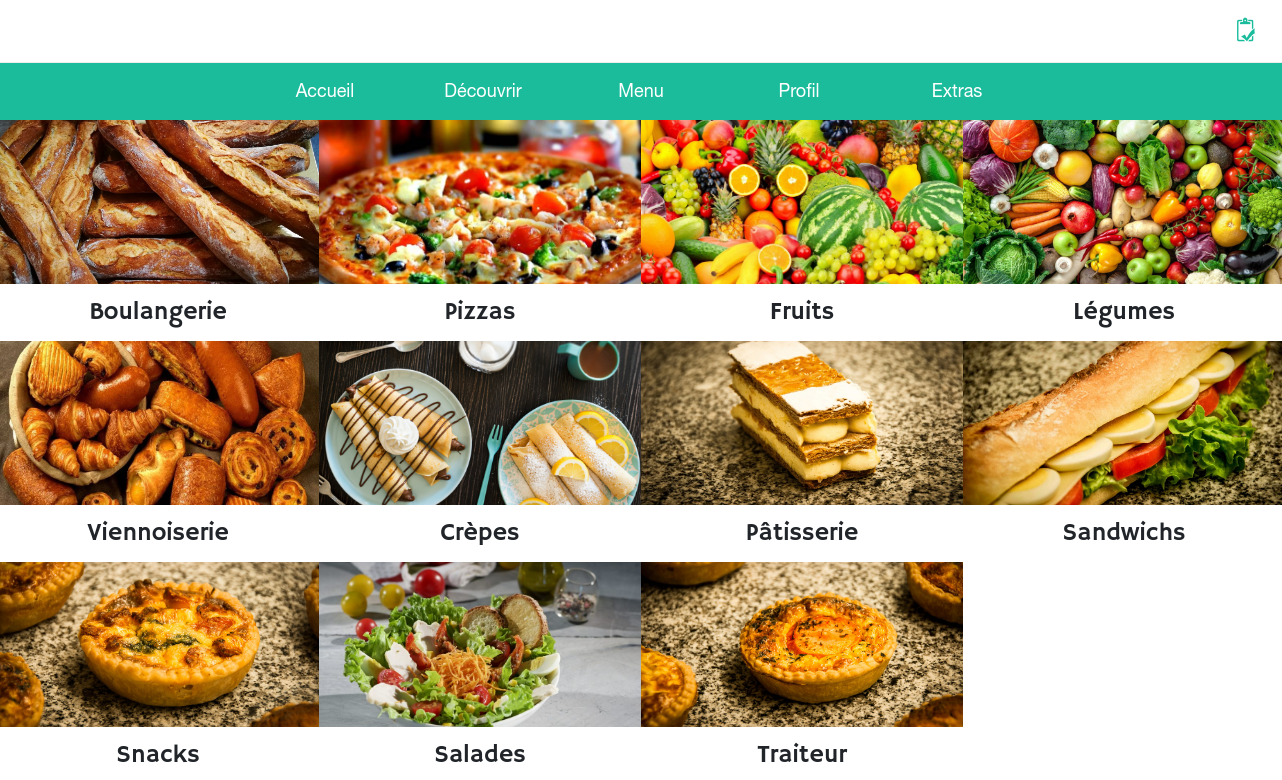 Accueil Découvrir Menu Profil Extras
Boulangerie Pizzas Fruits Légumes
Viennoiserie Crèpes Pâtisserie Sandwichs
Snacks Salades Traiteur